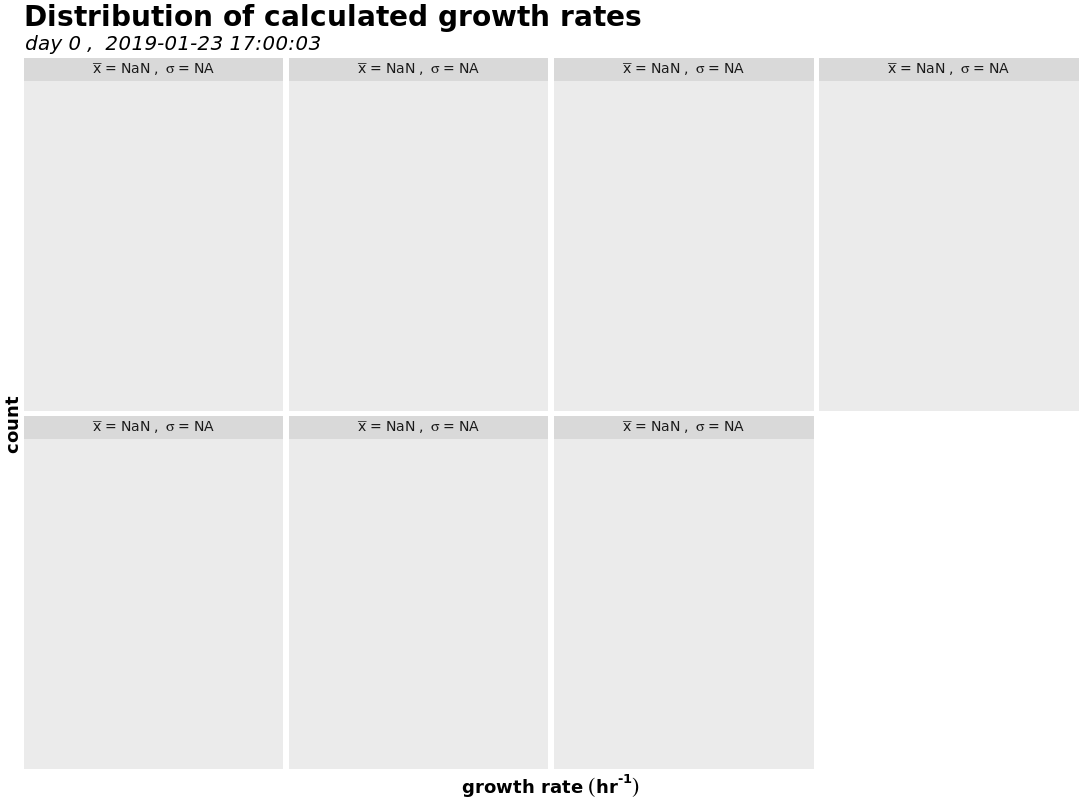 Distribution of calculated growth rates
day 0 ,  2019-01-23 17:00:03
x̅ = NaN ,  σ = NA
x̅ = NaN ,  σ = NA
x̅ = NaN ,  σ = NA
x̅ = NaN ,  σ = NA
count
x̅ = NaN ,  σ = NA
x̅ = NaN ,  σ = NA
x̅ = NaN ,  σ = NA
growth rate (hr⁻¹)